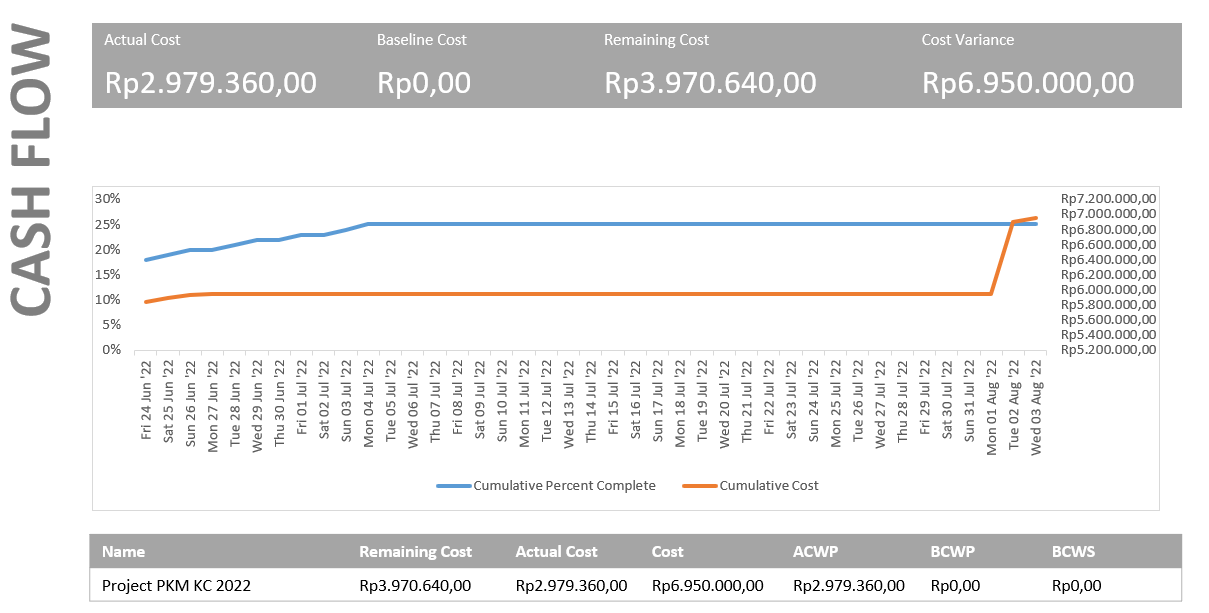 CASH FLOW
Actual Cost Baseline Cost Remaining Cost Cost Variance
Rp2.979.360,00 Rp0,00 Rp3.970.640,00 Rp6.950.000,00
30%
25%
20%
15%
10%
5%
0%
Rp7.200.000,00
Rp7.000.000,00
Rp6.800.000,00
Rp6.600.000,00
Rp6.400.000,00
Rp6.200.000,00
Rp6.000.000,00
Rp5.800.000,00
Rp5.600.000,00
Rp5.400.000,00
Rp5.200.000,00
Fri 24 Jun '22
Sat 25 Jun '22
Sun 26 Jun '22
Mon 27 Jun '22
Tue 28 Jun '22
Wed 29 Jun '22
Thu 30 Jun '22
Fri 01 Jul '22
Sat 02 Jul '22
Sun 03 Jul '22
Mon 04 Jul '22
Tue 05 Jul '22
Wed 06 Jul '22
Thu 07 Jul '22
Fri 08 Jul '22
Sat 09 Jul '22
Sun 10 Jul '22
Mon 11 Jul '22
Tue 12 Jul '22
Wed 13 Jul '22
Thu 14 Jul '22
Fri 15 Jul '22
Sat 16 Jul '22
Sun 17 Jul '22
Mon 18 Jul '22
Tue 19 Jul '22
Wed 20 Jul '22
Thu 21 Jul '22
Fri 22 Jul '22
Sat 23 Jul '22
Sun 24 Jul '22
Mon 25 Jul '22
Tue 26 Jul '22
Wed 27 Jul '22
Thu 28 Jul '22
Fri 29 Jul '22
Sat 30 Jul '22
Sun 31 Jul '22
Mon 01 Aug '22
Tue 02 Aug '22
Wed 03 Aug '22
Cumulative Percent Complete Cumulative Cost
Name Remaining Cost Actual Cost Cost ACWP BCWP BCWS
Project PKM KC 2022 Rp3.970.640,00 Rp2.979.360,00 Rp6.950.000,00 Rp2.979.360,00 Rp0,00 Rp0,00